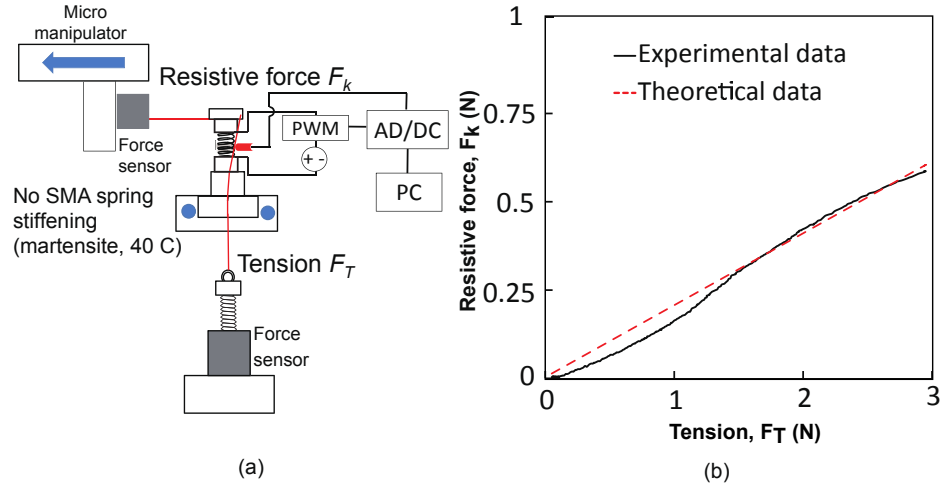 Micro
manipulator
Resistive force Fk
Force
sensor
PWM
AD/DC
+ -
PC
No SMA spring
stiffening
(martensite, 40 C)
Tension FT
Force
sensor
(a)
1
0.75
0.5
0.25
0
Resistive force, Fk (N)
Experimental data
Theoretical data
0 1 2 3
Tension, FT (N)
(b)